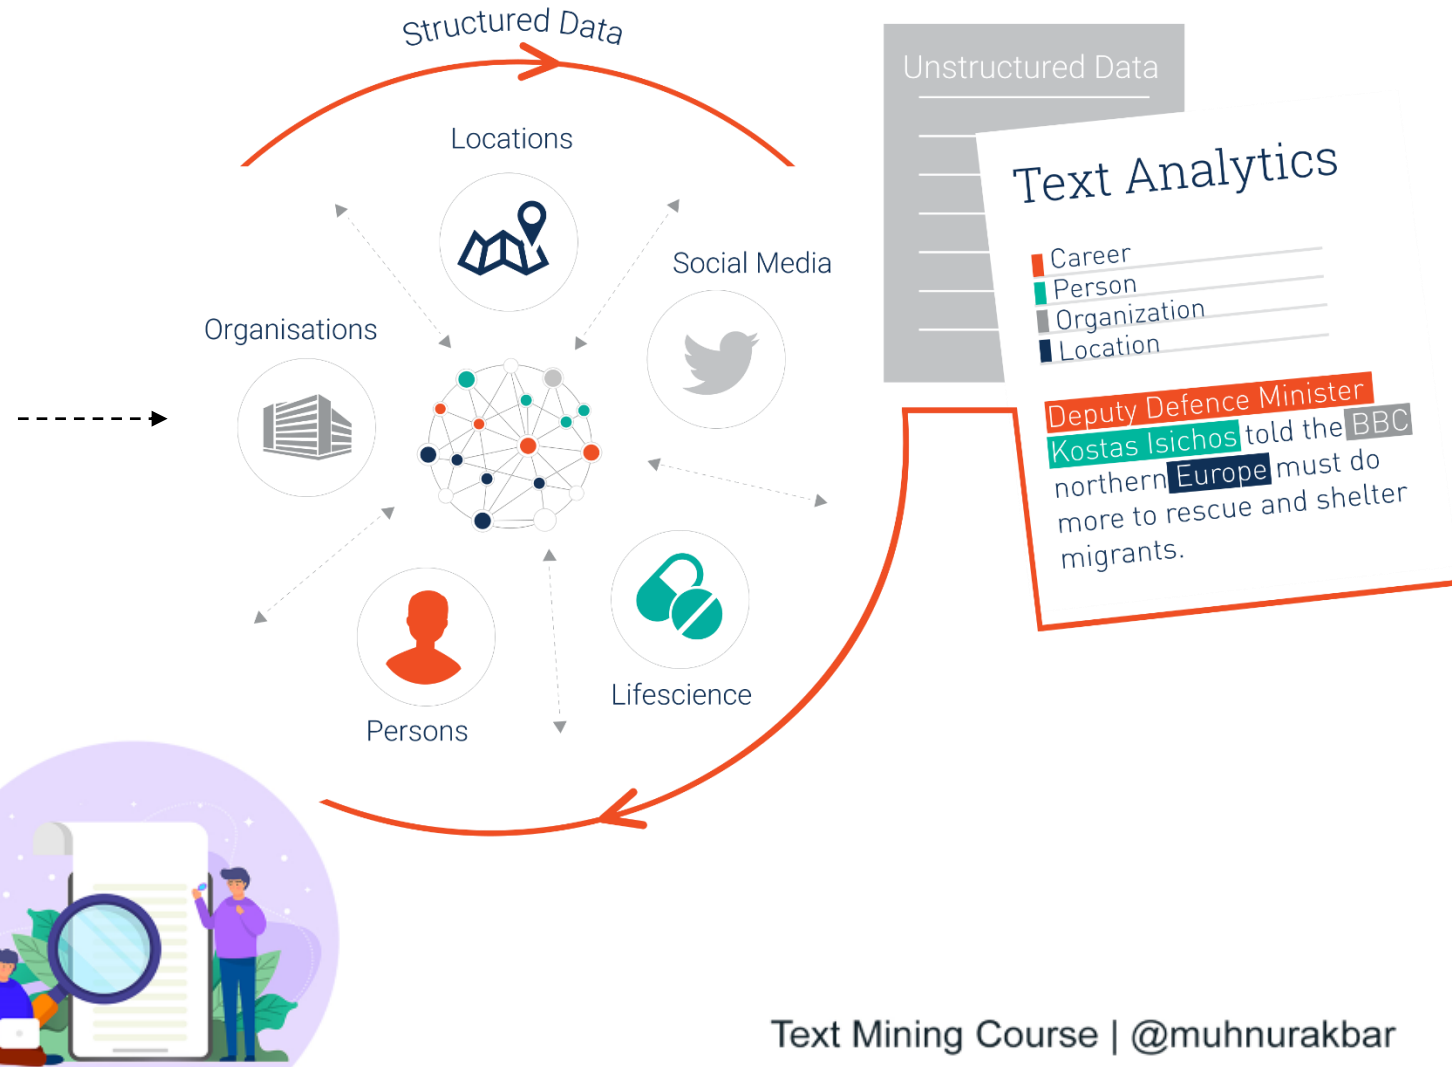 Structured Data
Locations
Social Media
Organisations
Persons
Lifescience
Unstructured Data
Text Analytics
Career
Person
Organization
Location
Deputy Defence Minister
Kostas Isichos told the BBC
northern Europe must do
more to rescue and shelter
migrants.
Text Mining Course | @muhnurakbar